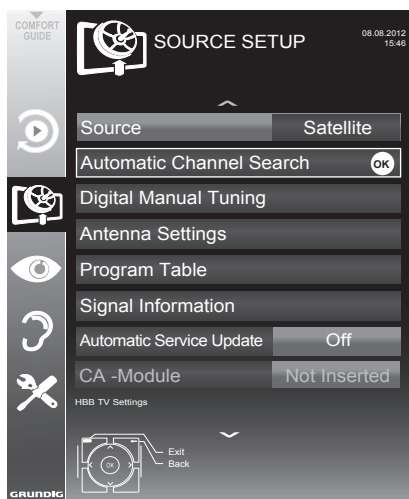 COMFORT
GUIDE
SOURCE SETUP
08.08.2012
15:46
Source Satellite
Automatic Channel Search OK
Digital Manual Tuning
Antenna Settings
Program Table
Signal Information
Automatic Service Update Off
CA -Module Not Inserted
HBB TV Settings
Exit
OK Back
GRUNDIG